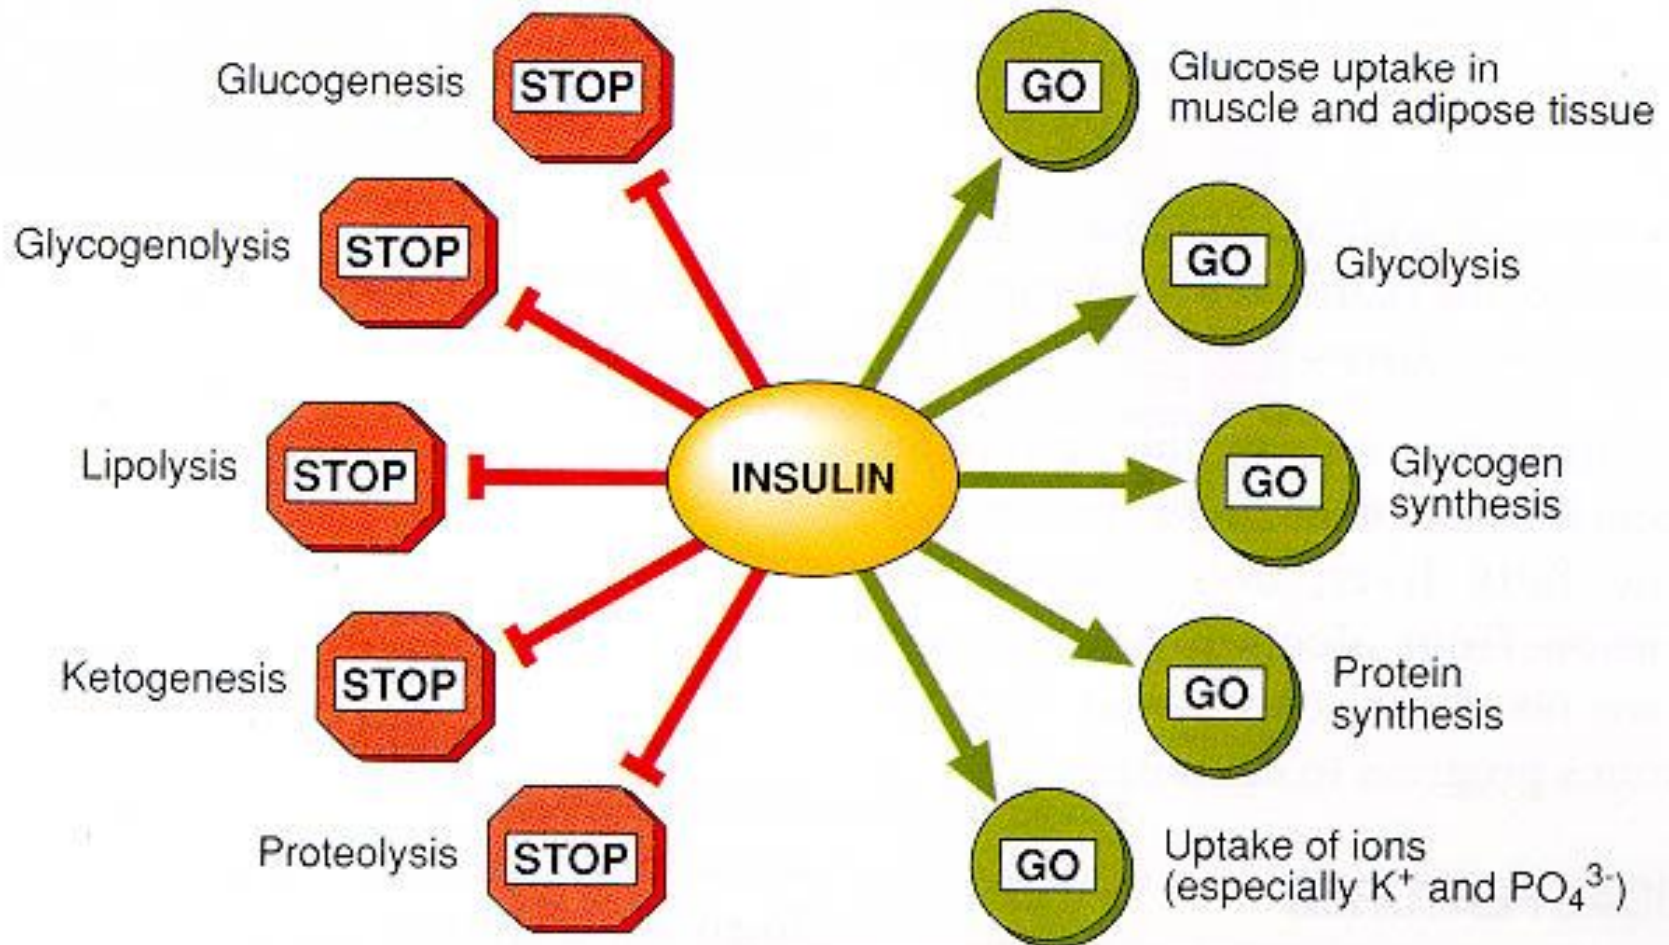 Glucogenesis
STOP
GO
Glucose uptake in
muscle and adipose tissue
Glycogenolysis
STOP
GO
Glycolysis
Lipolysis
STOP
INSULIN
GO
Glycogen
synthesis
Ketogenesis
STOP
GO
Protein
synthesis
Proteolysis
STOP
GO
Uptake of ions
(especially K⁺ and PO₄³⁻)